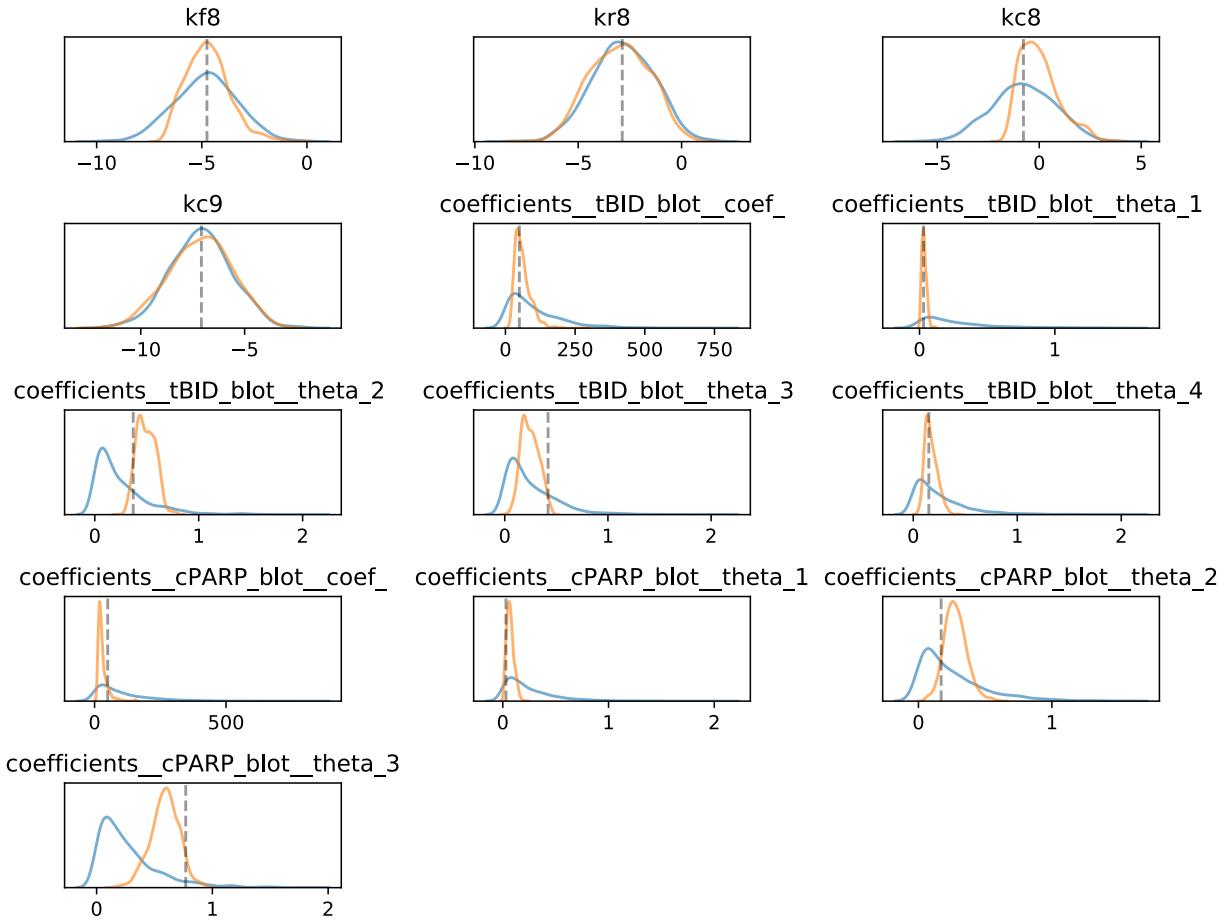 kf8 kr8 kc8
−10 −5 0 −10 −5 0 −5 0 5
kc9 coefficients__tBID_blot__coef_ coefficients__tBID_blot__theta_1
−10 −5 0 250 500 750 0 1
coefficients__tBID_blot__theta_2 coefficients__tBID_blot__theta_3 coefficients__tBID_blot__theta_4
0 1 2 0 1 2 0 1 2
coefficients__cPARP_blot__coef_ coefficients__cPARP_blot__theta_1 coefficients__cPARP_blot__theta_2
0 500 0 1 2 0 1
coefficients__cPARP_blot__theta_3
0 1 2